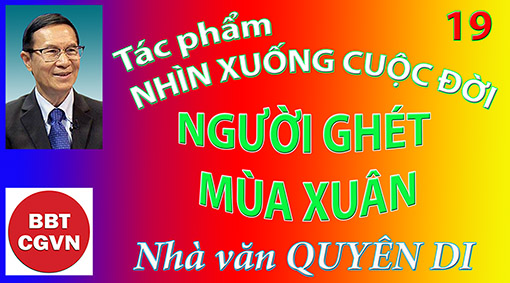 19
Tác phẩm
NHÌN XUỐNG CUỘC ĐỜI
NGƯỜI GHÉT
MÙA XUÂN
BBT
CGVN
Nhà văn QUYÊN DI